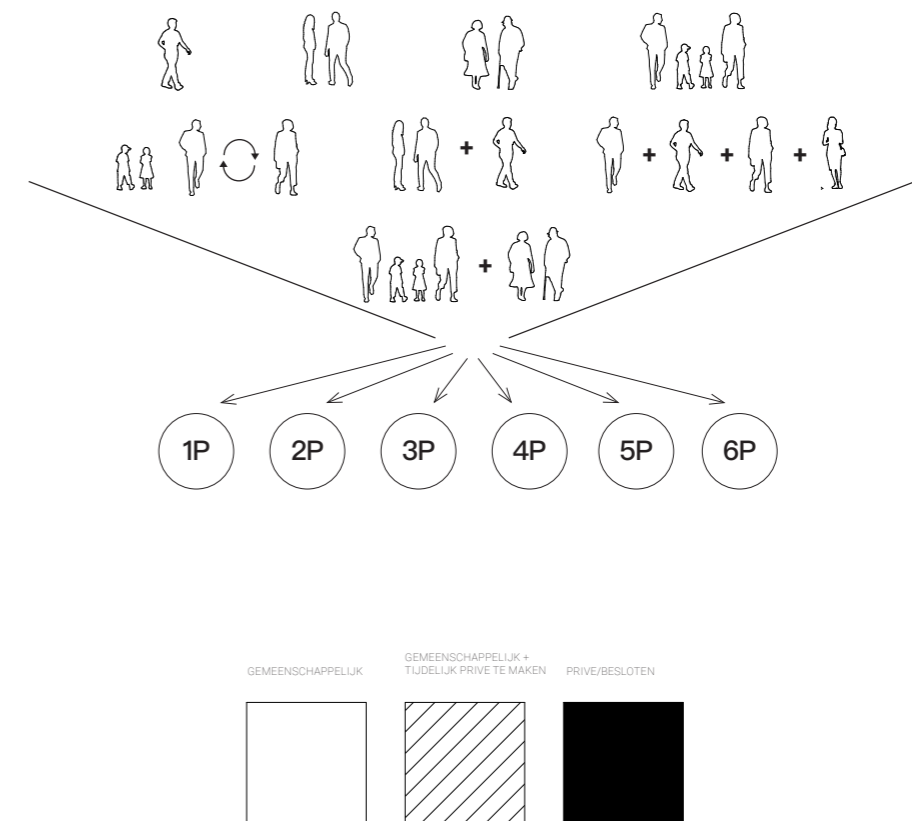 +
+ + +
+
1P 2P 3P 4P 5P 6P
GEMEENSCHAPPELIJK
GEMEENSCHAPPELIJK +
TIJDELIJK PRIVE TE MAKEN
PRIVE/BESLOTEN